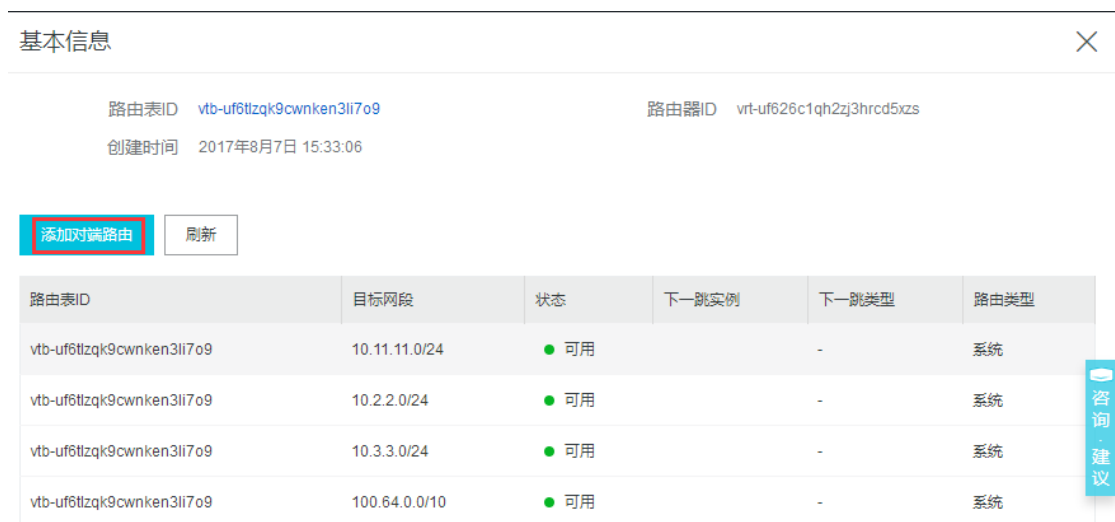 基本信息
路由表ID vtb-uf6tlzqk9cwnken3li7o9 路由器ID vrt-uf626c1qh2zj3hrcd5xzs
创建时间 2017年8月7日 15:33:06
添加对端路由 刷新
路由表ID 目标网段 状态 下一跳实例 下一跳类型 路由类型
vtb-uf6tlzqk9cwnken3li7o9 10.11.11.0/24 可用 - 系统
vtb-uf6tlzqk9cwnken3li7o9 10.2.2.0/24 可用 - 系统
vtb-uf6tlzqk9cwnken3li7o9 10.3.3.0/24 可用 - 系统
vtb-uf6tlzqk9cwnken3li7o9 100.64.0.0/10 可用 - 系统
咨询·建议